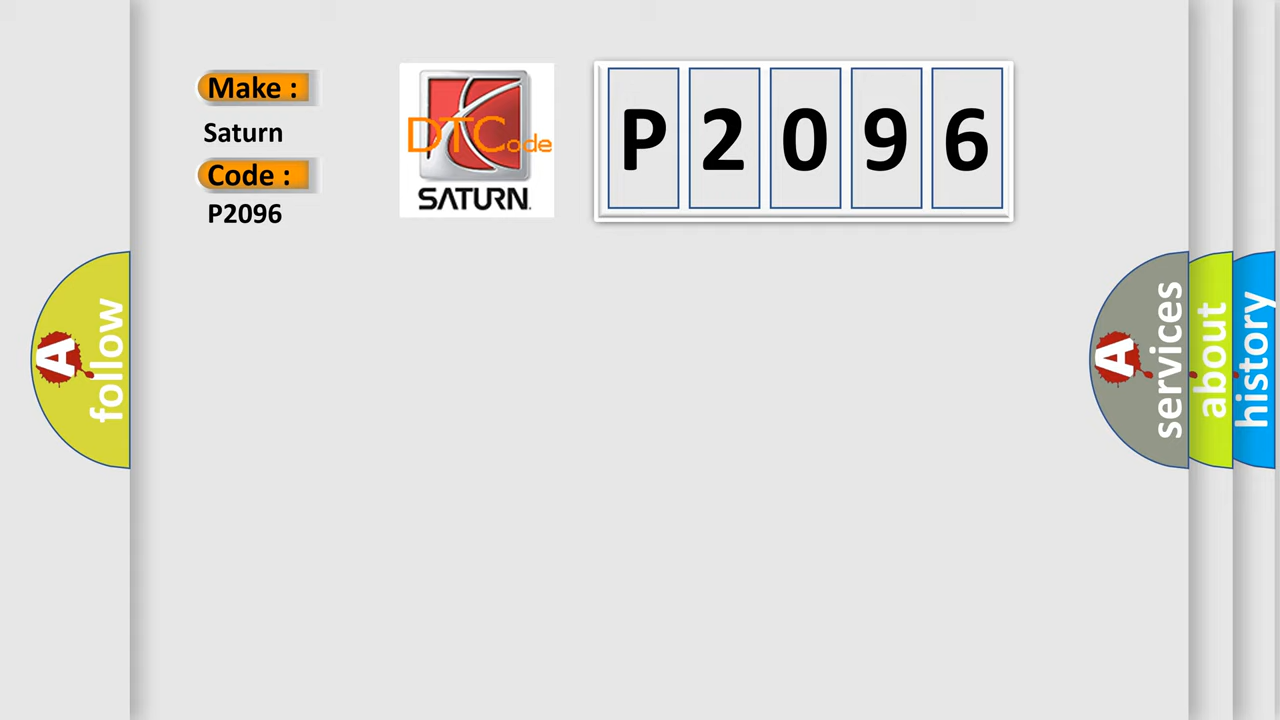 Make :
Saturn
Code :
P2096
DTCode
SATURN
P 2 0 9 6
A follow
A services
about
history